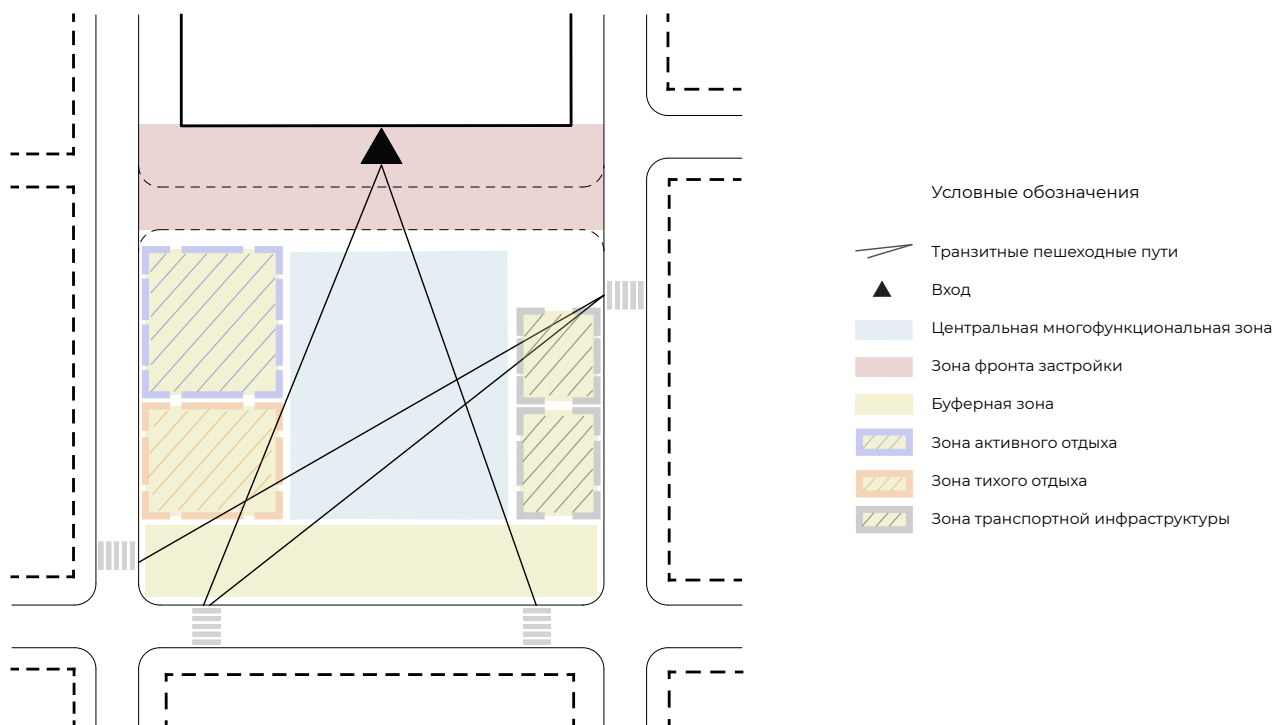 Условные обозначения
Транзитные пешеходные пути
Вход
Центральная многофункциональная зона
Зона фронта застройки
Буферная зона
Зона активного отдыха
Зона тихого отдыха
Зона транспортной инфраструктуры